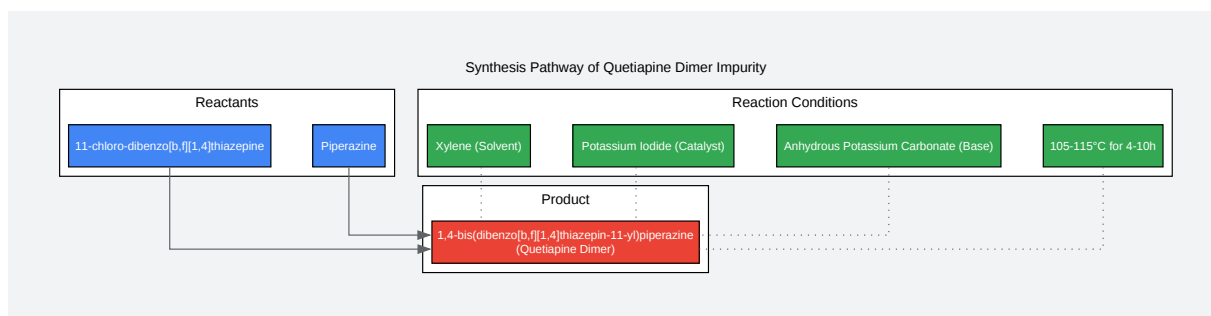 Synthesis Pathway of Quetiapine Dimer Impurity
Reactants
11-chloro-dibenzo[b,f][1,4]thiazepine
Piperazine
Reaction Conditions
Xylene (Solvent)
Potassium Iodide (Catalyst)
Anhydrous Potassium Carbonate (Base)
105-115°C for 4-10h
Product
1,4-bis(dibenzo[b,f][1,4]thiazepin-11-yl)piperazine
(Quetiapine Dimer)